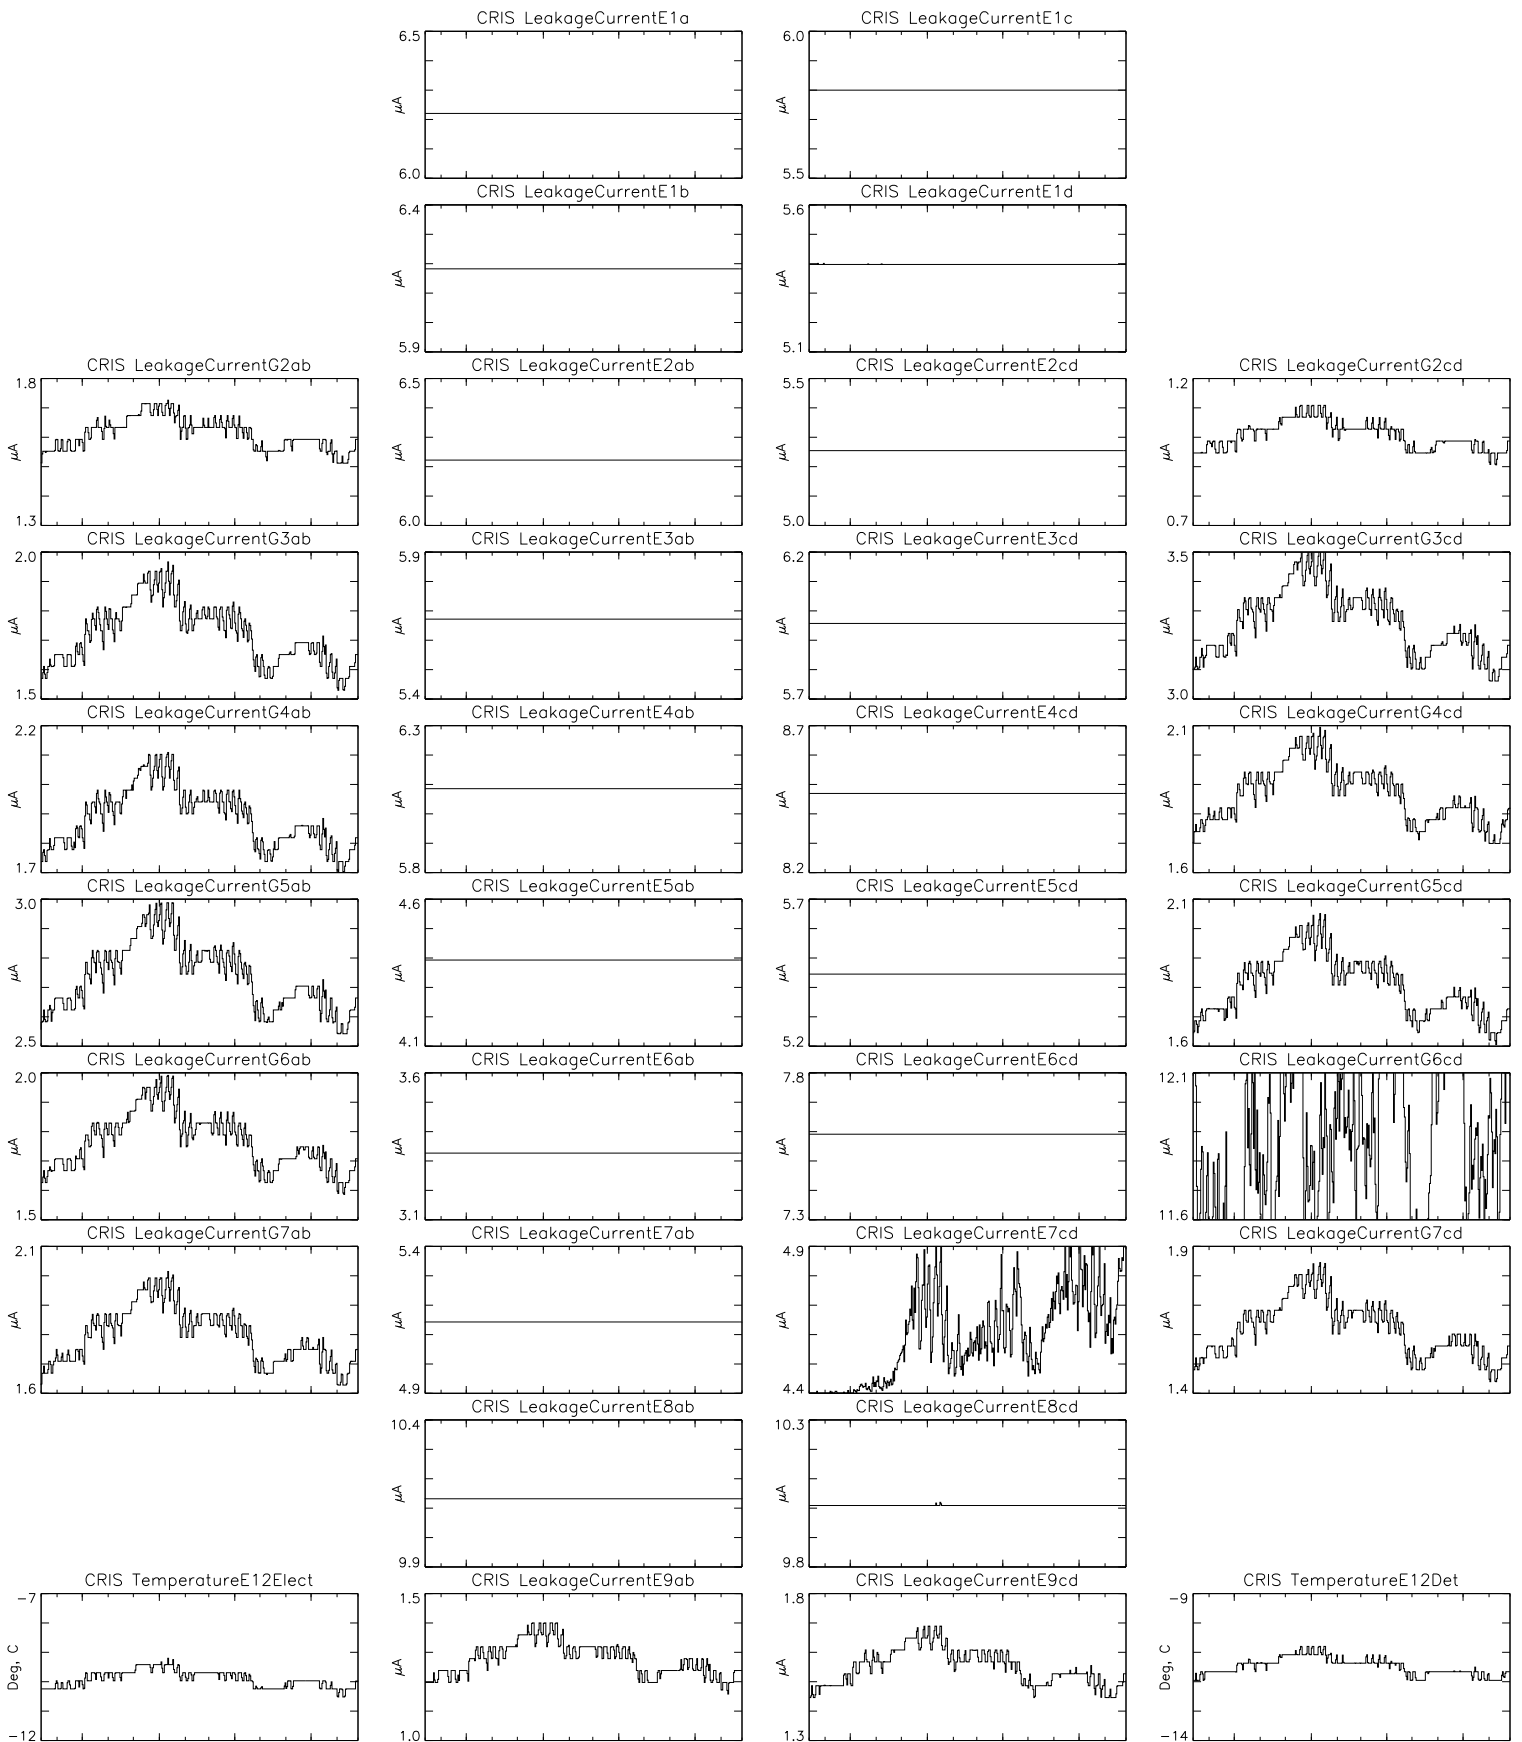 CRIS LeakageCurrentE1a
CRIS LeakageCurrentE1c
6.5
μA
6.0
6.0
μA
5.5
CRIS LeakageCurrentE1b
CRIS LeakageCurrentE1d
6.4
μA
5.9
5.6
μA
5.1
CRIS LeakageCurrentG2ab
CRIS LeakageCurrentE2ab
CRIS LeakageCurrentE2cd
CRIS LeakageCurrentG2cd
1.8
μA
1.3
6.5
μA
6.0
5.5
μA
5.0
1.2
μA
0.7
CRIS LeakageCurrentG3ab
CRIS LeakageCurrentE3ab
CRIS LeakageCurrentE3cd
CRIS LeakageCurrentG3cd
2.0
μA
1.5
5.9
μA
5.4
6.2
μA
5.7
3.5
μA
3.0
CRIS LeakageCurrentG4ab
CRIS LeakageCurrentE4ab
CRIS LeakageCurrentE4cd
CRIS LeakageCurrentG4cd
2.2
μA
1.7
6.3
μA
5.8
8.7
μA
8.2
2.1
μA
1.6
CRIS LeakageCurrentG5ab
CRIS LeakageCurrentE5ab
CRIS LeakageCurrentE5cd
CRIS LeakageCurrentG5cd
3.0
μA
2.5
4.6
μA
4.1
5.7
μA
5.2
2.1
μA
1.6
CRIS LeakageCurrentG6ab
CRIS LeakageCurrentE6ab
CRIS LeakageCurrentE6cd
CRIS LeakageCurrentG6cd
2.0
μA
1.5
3.6
μA
3.1
7.8
μA
7.3
12.1
μA
11.6
CRIS LeakageCurrentG7ab
CRIS LeakageCurrentE7ab
CRIS LeakageCurrentE7cd
CRIS LeakageCurrentG7cd
2.1
μA
1.6
5.4
μA
4.9
4.9
μA
4.4
1.9
μA
1.4
CRIS LeakageCurrentE8ab
CRIS LeakageCurrentE8cd
10.4
μA
9.9
10.3
μA
9.8
CRIS TemperatureE12Elect
CRIS LeakageCurrentE9ab
CRIS LeakageCurrentE9cd
CRIS TemperatureE12Det
-7
Deg, C
-12
1.5
μA
1.0
1.8
μA
1.3
-9
Deg, C
-14